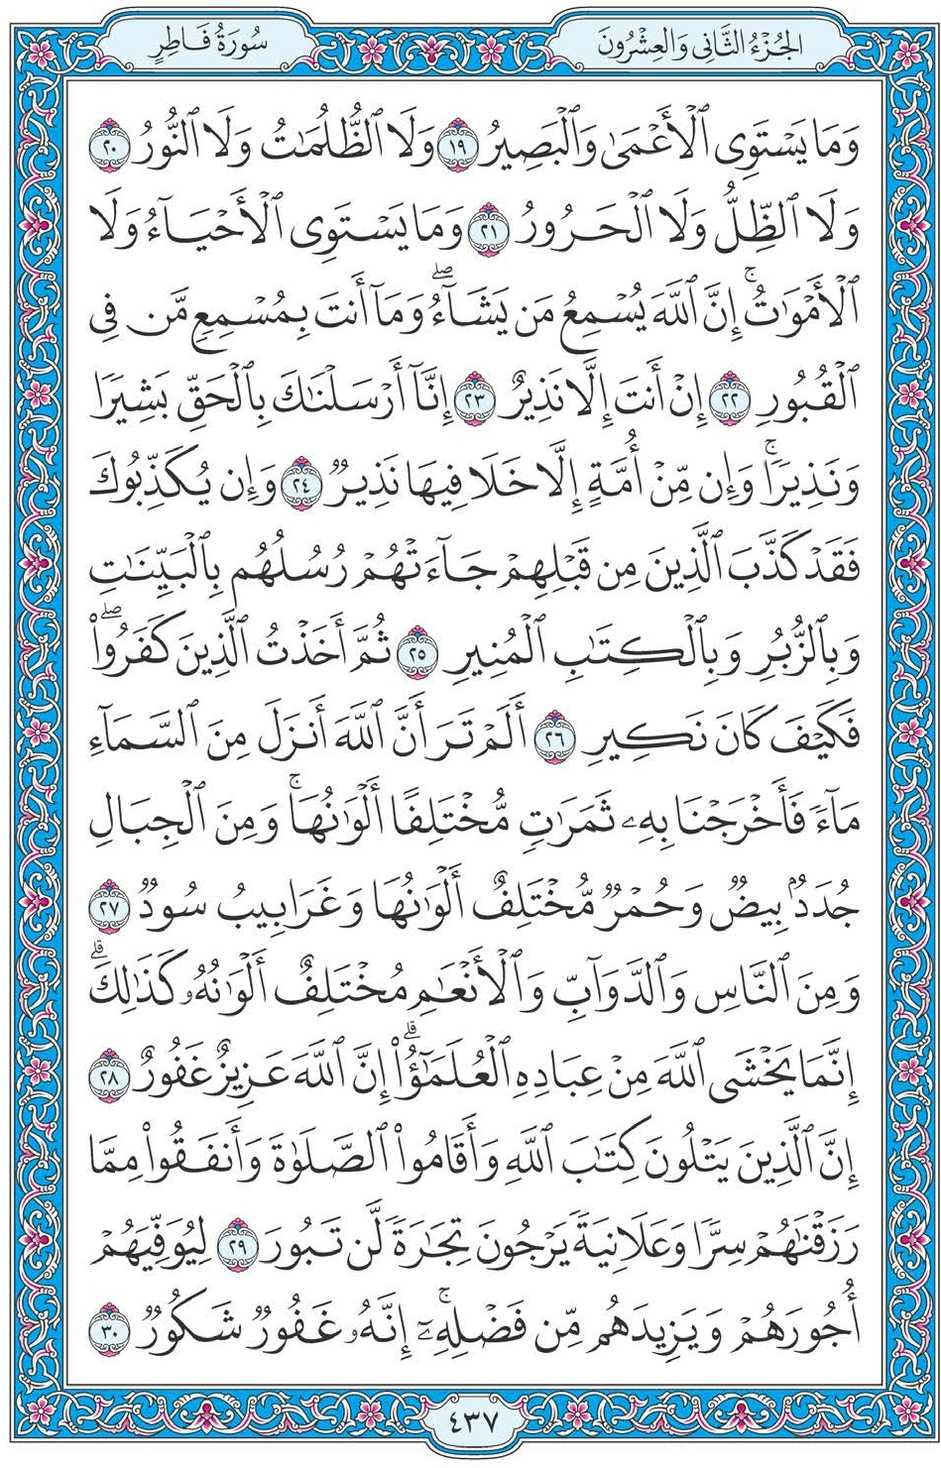 سُورَةُ فَاطِرٍ
الجُزْءُ الثَّانِي وَالعِشْرُونَ
وَمَا يَسۡتَوِى ٱلۡأَعۡمَىٰ وَٱلۡبَصِيرُ ١٩ وَلَا ٱلظُّلُمَٰتُ وَلَا ٱلنُّورُ ٢٠
وَلَا ٱلظِّلُّ وَلَا ٱلۡحَرُورُ ٢١ وَمَا يَسۡتَوِى ٱلۡأَحۡيَآءُ وَلَا
ٱلۡأَمۡوَٰتُۚ إِنَّ ٱللَّهَ يُسۡمِعُ مَن يَشَآءُۖ وَمَآ أَنتَ بِمُسۡمِعٖ مَّن فِى
ٱلۡقُبُورِ ٢٢ إِنۡ أَنتَ إِلَّا نَذِيرٌ ٢٣ إِنَّآ أَرۡسَلۡنَٰكَ بِٱلۡحَقِّ بَشِيرٗا
وَنَذِيرٗاۚ وَإِن مِّنۡ أُمَّةٍ إِلَّا خَلَا فِيهَا نَذِيرٞ ٢٤ وَإِن يُكَذِّبُوكَ
فَقَدۡ كَذَّبَ ٱلَّذِينَ مِن قَبۡلِهِمۡ جَآءَتۡهُمۡ رُسُلُهُم بِٱلۡبَيِّنَٰتِ
وَبِٱلزُّبُرِ وَبِٱلۡكِتَٰبِ ٱلۡمُنِيرِ ٢٥ ثُمَّ أَخَذۡتُ ٱلَّذِينَ كَفَرُواْۖ
فَكَيۡفَ كَانَ نَكِيرِ ٢٦ أَلَمۡ تَرَ أَنَّ ٱللَّهَ أَنزَلَ مِنَ ٱلسَّمَآءِ
مَآءٗ فَأَخۡرَجۡنَا بِهِۦ ثَمَرَٰتٖ مُّخۡتَلِفًا أَلۡوَٰنُهَاۚ وَمِنَ ٱلۡجِبَالِ
جُدَدُۢ بِيضٞ وَحُمۡرٞ مُّخۡتَلِفٌ أَلۡوَٰنُهَا وَغَرَابِيبُ سُودٞ ٢٧
وَمِنَ ٱلنَّاسِ وَٱلدَّوَآبِّ وَٱلۡأَنۡعَٰمِ مُخۡتَلِفٌ أَلۡوَٰنُهُۥ كَذَٰلِكَۗ
إِنَّمَا يَخۡشَى ٱللَّهَ مِنۡ عِبَادِهِ ٱلۡعُلَمَٰٓؤُاْۗ إِنَّ ٱللَّهَ عَزِيزٌ غَفُورٌ ٢٨
إِنَّ ٱلَّذِينَ يَتۡلُونَ كِتَٰبَ ٱللَّهِ وَأَقَامُواْ ٱلصَّلَوٰةَ وَأَنفَقُواْ مِمَّا
رَزَقۡنَٰهُمۡ سِرّٗا وَعَلَانِيَةٗ يَرۡجُونَ تِجَٰرَةٗ لَّن تَبُورَ ٢٩ لِيُوَفِّيَهُمۡ
أُجُورَهُمۡ وَيَزِيدَهُم مِّن فَضۡلِهِۦٓۚ إِنَّهُۥ غَفُورٞ شَكُورٞ ٣٠
٤٣٧